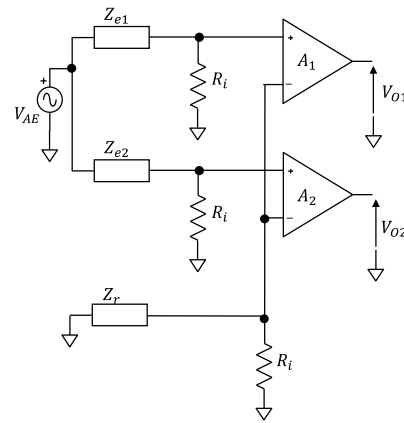 Z_{e1}
+
A_1
-
R_i
+
V_{AE}
V_{O1}
Z_{e2}
+
A_2
-
R_i
V_{O2}
Z_r
R_i